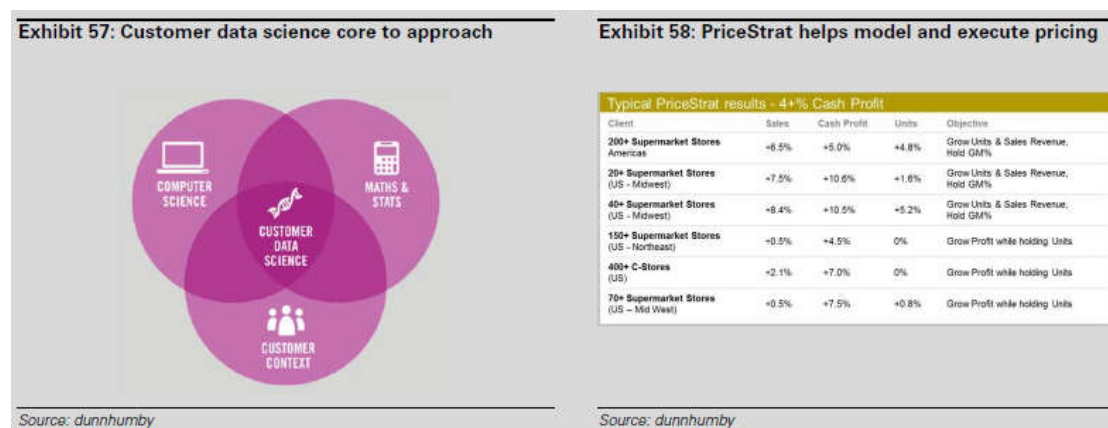 Exhibit 57: Customer data science core to approach
COMPUTER
SCIENCE
MATHS &
STATS
CUSTOMER
DATA
SCIENCE
CUSTOMER
CONTEXT
Source: dunnhumby
Exhibit 58: PriceStrat helps model and execute pricing
Typical PriceStrat results - 4+% Cash Profit
Client Sales Cash Profit Units Objective
200+ Supermarket Stores
Americas
+6.5% +5.0% +4.8% Grow Units & Sales Revenue,
Hold GM%
20+ Supermarket Stores
(US - Midwest)
+7.5% +10.6% +1.6% Grow Units & Sales Revenue,
Hold GM%
40+ Supermarket Stores
(US - Midwest)
+8.4% +10.5% +5.2% Grow Units & Sales Revenue,
Hold GM%
150+ Supermarket Stores
(US - Northeast)
+0.5% +4.5% 0% Grow Profit while holding Units
400+ C-Stores
(US)
+2.1% +7.0% 0% Grow Profit while holding Units
70+ Supermarket Stores
(US – Mid West)
+0.5% +7.5% +0.8% Grow Profit while holding Units
Source: dunnhumby